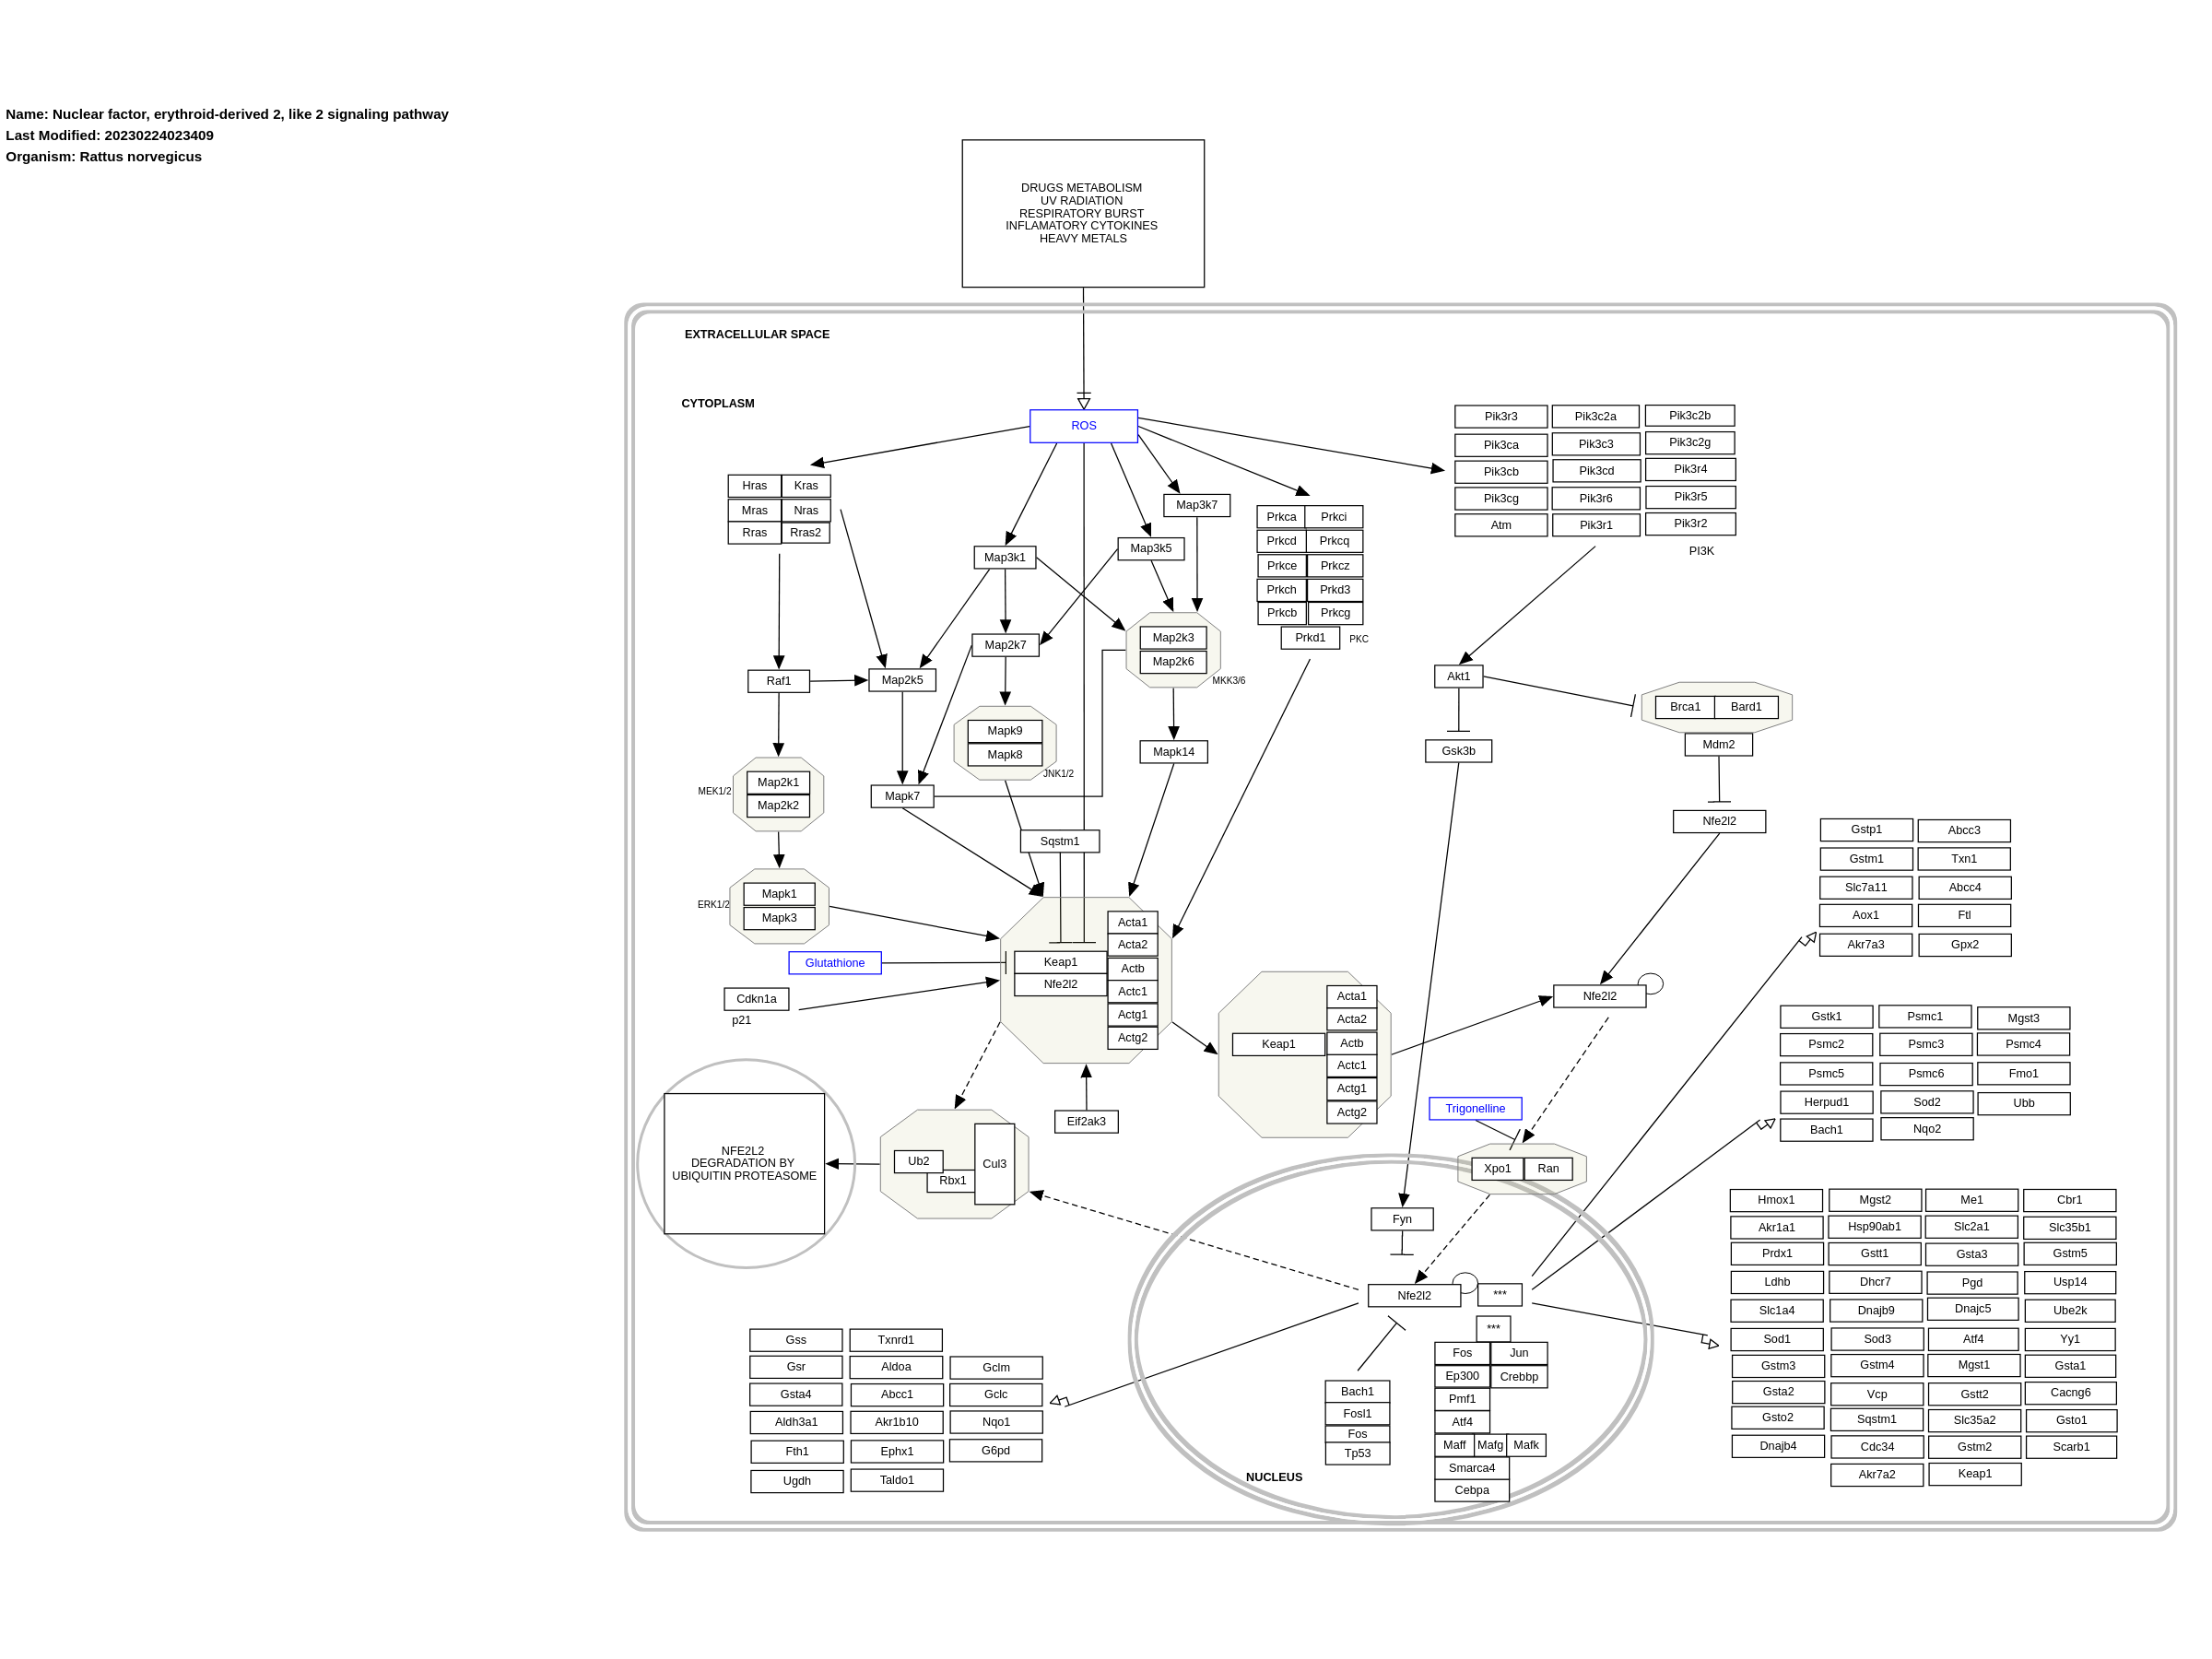 Name: Nuclear factor, erythroid-derived 2, like 2 signaling pathway
Last Modified: 20230224023409
Organism: Rattus norvegicus
DRUGS METABOLISM
UV RADIATION
RESPIRATORY BURST
INFLAMATORY CYTOKINES
HEAVY METALS
EXTRACELLULAR SPACE
CYTOPLASM
ROS
Hras Kras
Mras Nras
Rras Rras2
Map3k7
Map3k5
Map3k1
Prkca Prkci
Prkcd Prkcq
Prkce Prkcz
Prkch Prkd3
Prkcb Prkcg
Prkd1 PKC
Pik3r3 Pik3c2a Pik3c2b
Pik3ca Pik3c3 Pik3c2g
Pik3cb Pik3cd Pik3r4
Pik3cg Pik3r6 Pik3r5
Atm Pik3r1 Pik3r2
PI3K
Map2k7
Map2k3
Map2k6
MKK3/6
Raf1
Map2k5
Akt1
Brca1 Bard1
Mdm2
Mapk9
Mapk8
JNK1/2
Mapk14
Gsk3b
MEK1/2
Map2k1
Map2k2
Mapk7
Nfe2l2
Sqstm1
ERK1/2
Mapk1
Mapk3
Glutathione
Cdkn1a
p21
Keap1
Nfe2l2
Acta1
Acta2
Actb
Actc1
Actg1
Actg2
Keap1
Acta1
Acta2
Actb
Actc1
Actg1
Actg2
Nfe2l2
Eif2ak3
Trigonelline
Xpo1 Ran
NFE2L2
DEGRADATION BY
UBIQUITIN PROTEASOME
Ub2
Rbx1
Cul3
Fyn
Nfe2l2
***
***
Fos Jun
Ep300 Crebbp
Pmf1
Atf4
Maff Mafg Mafk
Smarca4
Cebpa
Bach1
Fosl1
Fos
Tp53
NUCLEUS
Gstp1 Abcc3
Gstm1 Txn1
Slc7a11 Abcc4
Aox1 Ftl
Akr7a3 Gpx2
Gstk1 Psmc1 Mgst3
Psmc2 Psmc3 Psmc4
Psmc5 Psmc6 Fmo1
Herpud1 Sod2 Ubb
Bach1 Nqo2
Hmox1 Mgst2 Me1 Cbr1
Akr1a1 Hsp90ab1 Slc2a1 Slc35b1
Prdx1 Gstt1 Gsta3 Gstm5
Ldhb Dhcr7 Pgd Usp14
Slc1a4 Dnajb9 Dnajc5 Ube2k
Sod1 Sod3 Atf4 Yy1
Gstm3 Gstm4 Mgst1 Gsta1
Gsta2 Vcp Gstt2 Cacng6
Gsto2 Sqstm1 Slc35a2 Gsto1
Dnajb4 Cdc34 Gstm2 Scarb1
Akr7a2 Keap1
Gss Txnrd1
Gsr Aldoa Gclm
Gsta4 Abcc1 Gclc
Aldh3a1 Akr1b10 Nqo1
Fth1 Ephx1 G6pd
Ugdh Taldo1